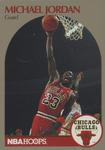 MICHAEL JORDAN
Guard
23
CHICAGO
BULLS
NBA HOOPS